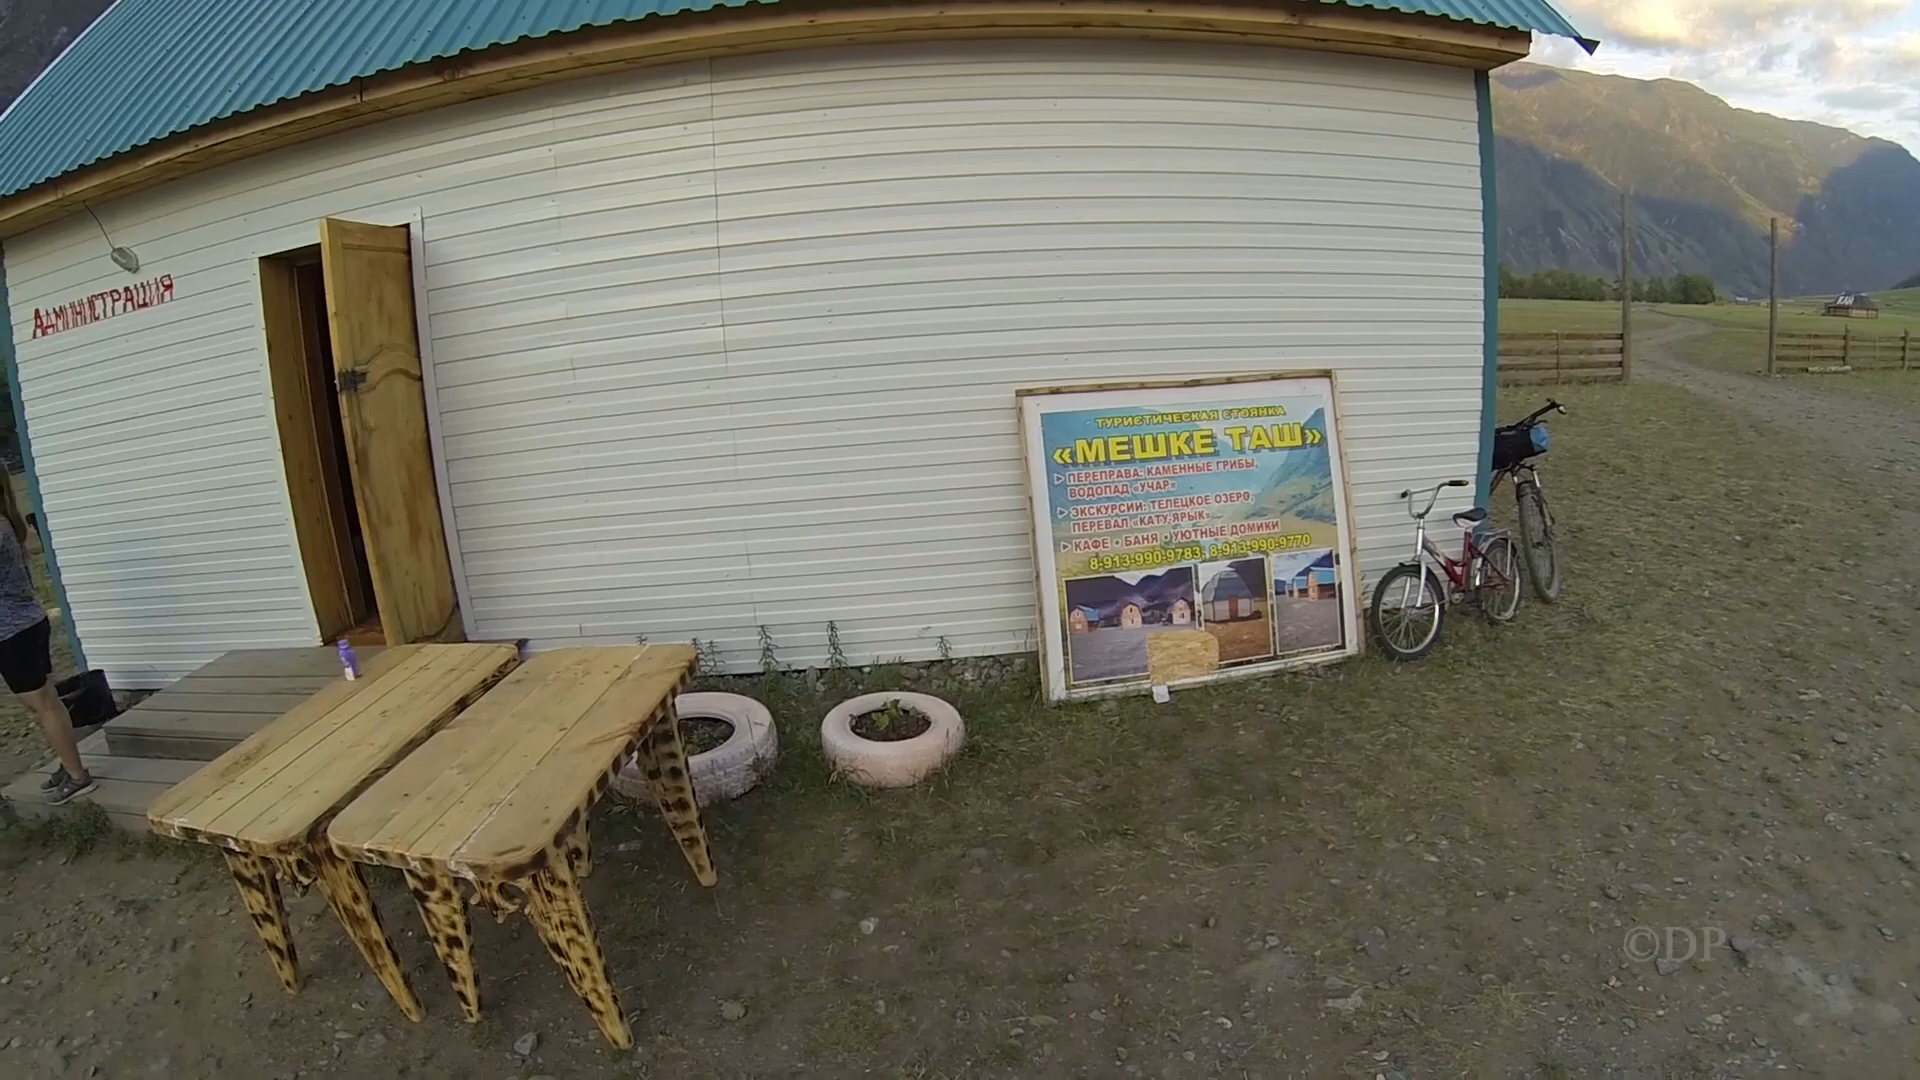 АДМИНИСТРАЦИЯ
ТУРИСТИЧЕСКАЯ СТОЯНКА
«МЕШКЕ ТАШ»
ПЕРЕПРАВА: КАМЕННЫЕ ГРИБЫ,
ВОДОПАД «УЧАР»
ЭКСКУРСИИ: ТЕЛЕЦКОЕ ОЗЕРО,
ПЕРЕВАЛ «КАТУ-ЯРЫК»
КАФЕ • БАНЯ • УЮТНЫЕ ДОМИКИ
8-913-990-9783, 8-913-990-9770
©DP